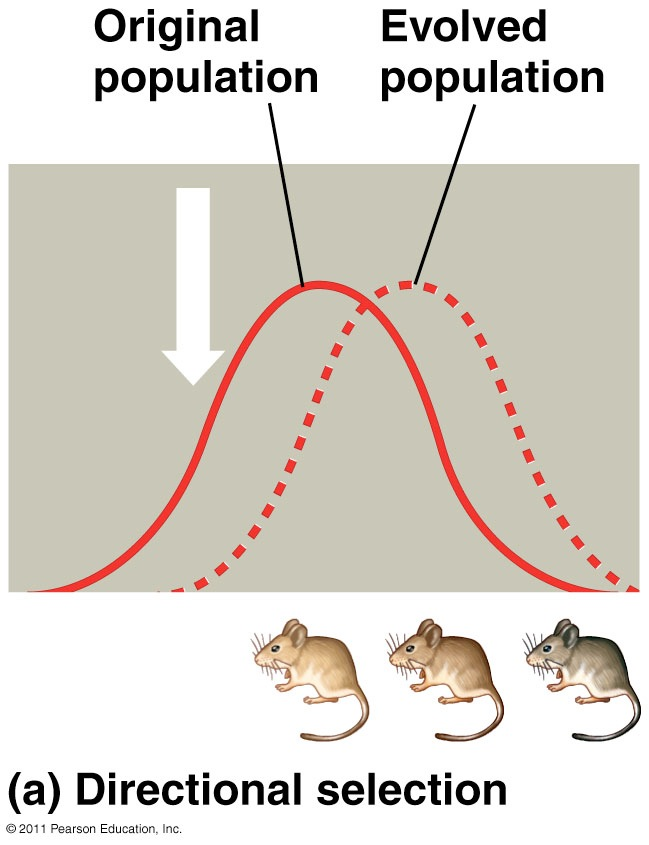 Original
population
Evolved
population
(a) Directional selection
© 2011 Pearson Education, Inc.